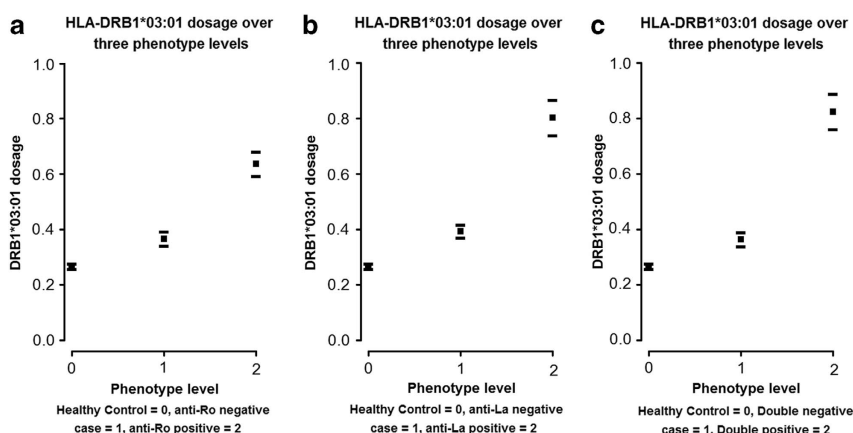 a
HLA-DRB1*03:01 dosage over
three phenotype levels
1.0
0.8
0.6
0.4
0.2
0.0
DRB1*03:01 dosage
0 1 2
Phenotype level
Healthy Control = 0, anti-Ro negative
case = 1, anti-Ro positive = 2
b
HLA-DRB1*03:01 dosage over
three phenotype levels
1.0
0.8
0.6
0.4
0.2
0.0
DRB1*03:01 dosage
0 1 2
Phenotype level
Healthy Control = 0, anti-La negative
case = 1, anti-La positive = 2
c
HLA-DRB1*03:01 dosage over
three phenotype levels
1.0
0.8
0.6
0.4
0.2
0.0
DRB1*03:01 dosage
0 1 2
Phenotype level
Healthy Control = 0, Double negative
case = 1, Double positive = 2